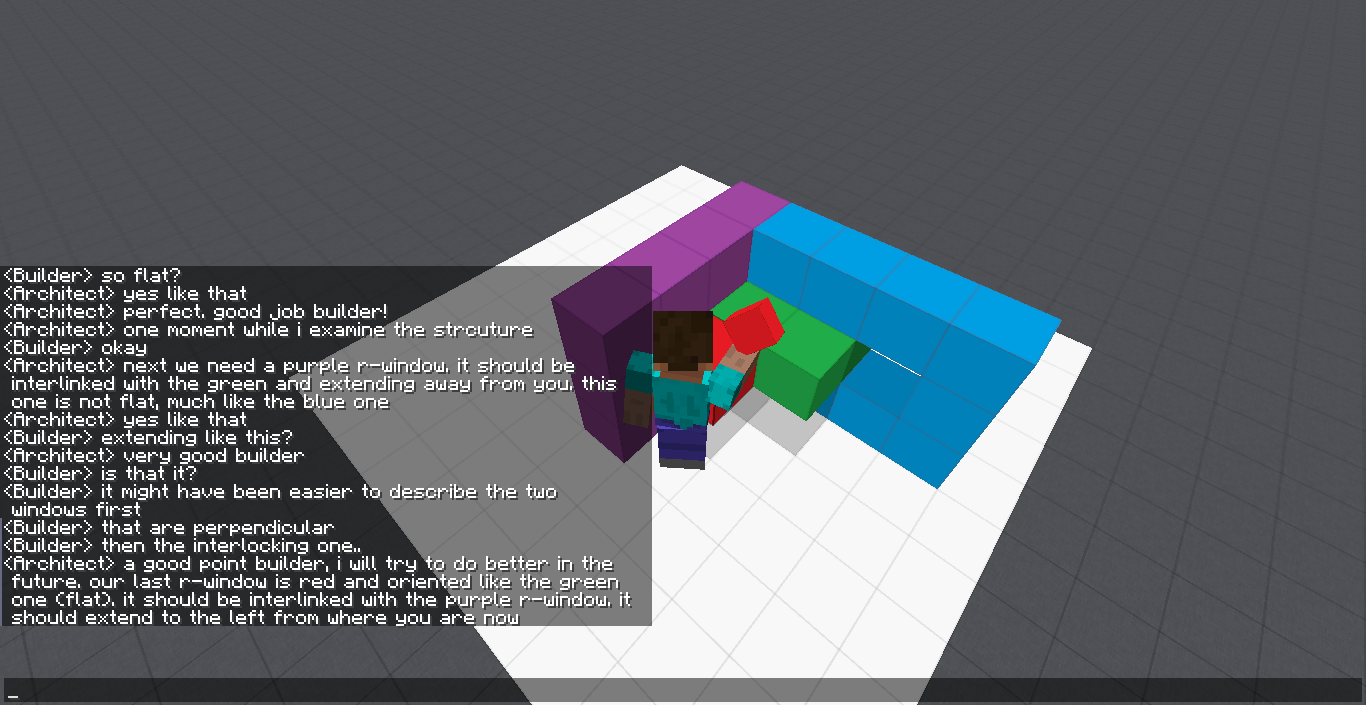 <Builder> so flat?
<Architect> yes like that
<Architect> perfect. good job builder!
<Architect> one moment while i examine the strcuture
<Builder> okay
<Architect> next we need a purple r-window. it should be
interlinked with the green and extending away from you. this
one is not flat, much like the blue one
<Architect> yes like that
<Builder> extending like this?
<Architect> very good builder
<Builder> is that it?
<Builder> it might have been easier to describe the two
windows first
<Builder> that are perpendicular
<Builder> then the interlocking one..
<Architect> a good point builder, i will try to do better in the
future. our last r-window is red and oriented like the green
one (flat). it should be interlinked with the purple r-window. it
should extend to the left from where you are now
_